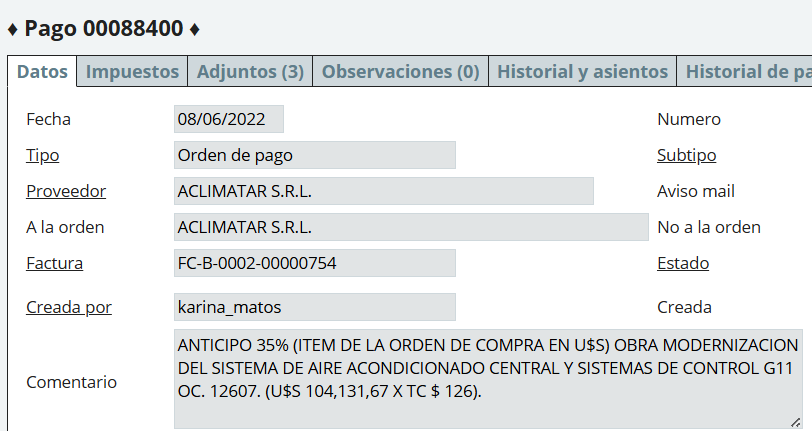 ♦ Pago 00088400 ♦
Datos Impuestos Adjuntos (3) Observaciones (0) Historial y asientos Historial de pa
Fecha 08/06/2022 Numero
Tipo Orden de pago Subtipo
Proveedor ACLIMATAR S.R.L. Aviso mail
A la orden ACLIMATAR S.R.L. No a la orden
Factura FC-B-0002-00000754 Estado
Creada por karina_matos Creada
Comentario
ANTICIPO 35% (ITEM DE LA ORDEN DE COMPRA EN U$S) OBRA MODERNIZACION
DEL SISTEMA DE AIRE ACONDICIONADO CENTRAL Y SISTEMAS DE CONTROL G11
OC. 12607. (U$S 104,131,67 X TC $ 126).